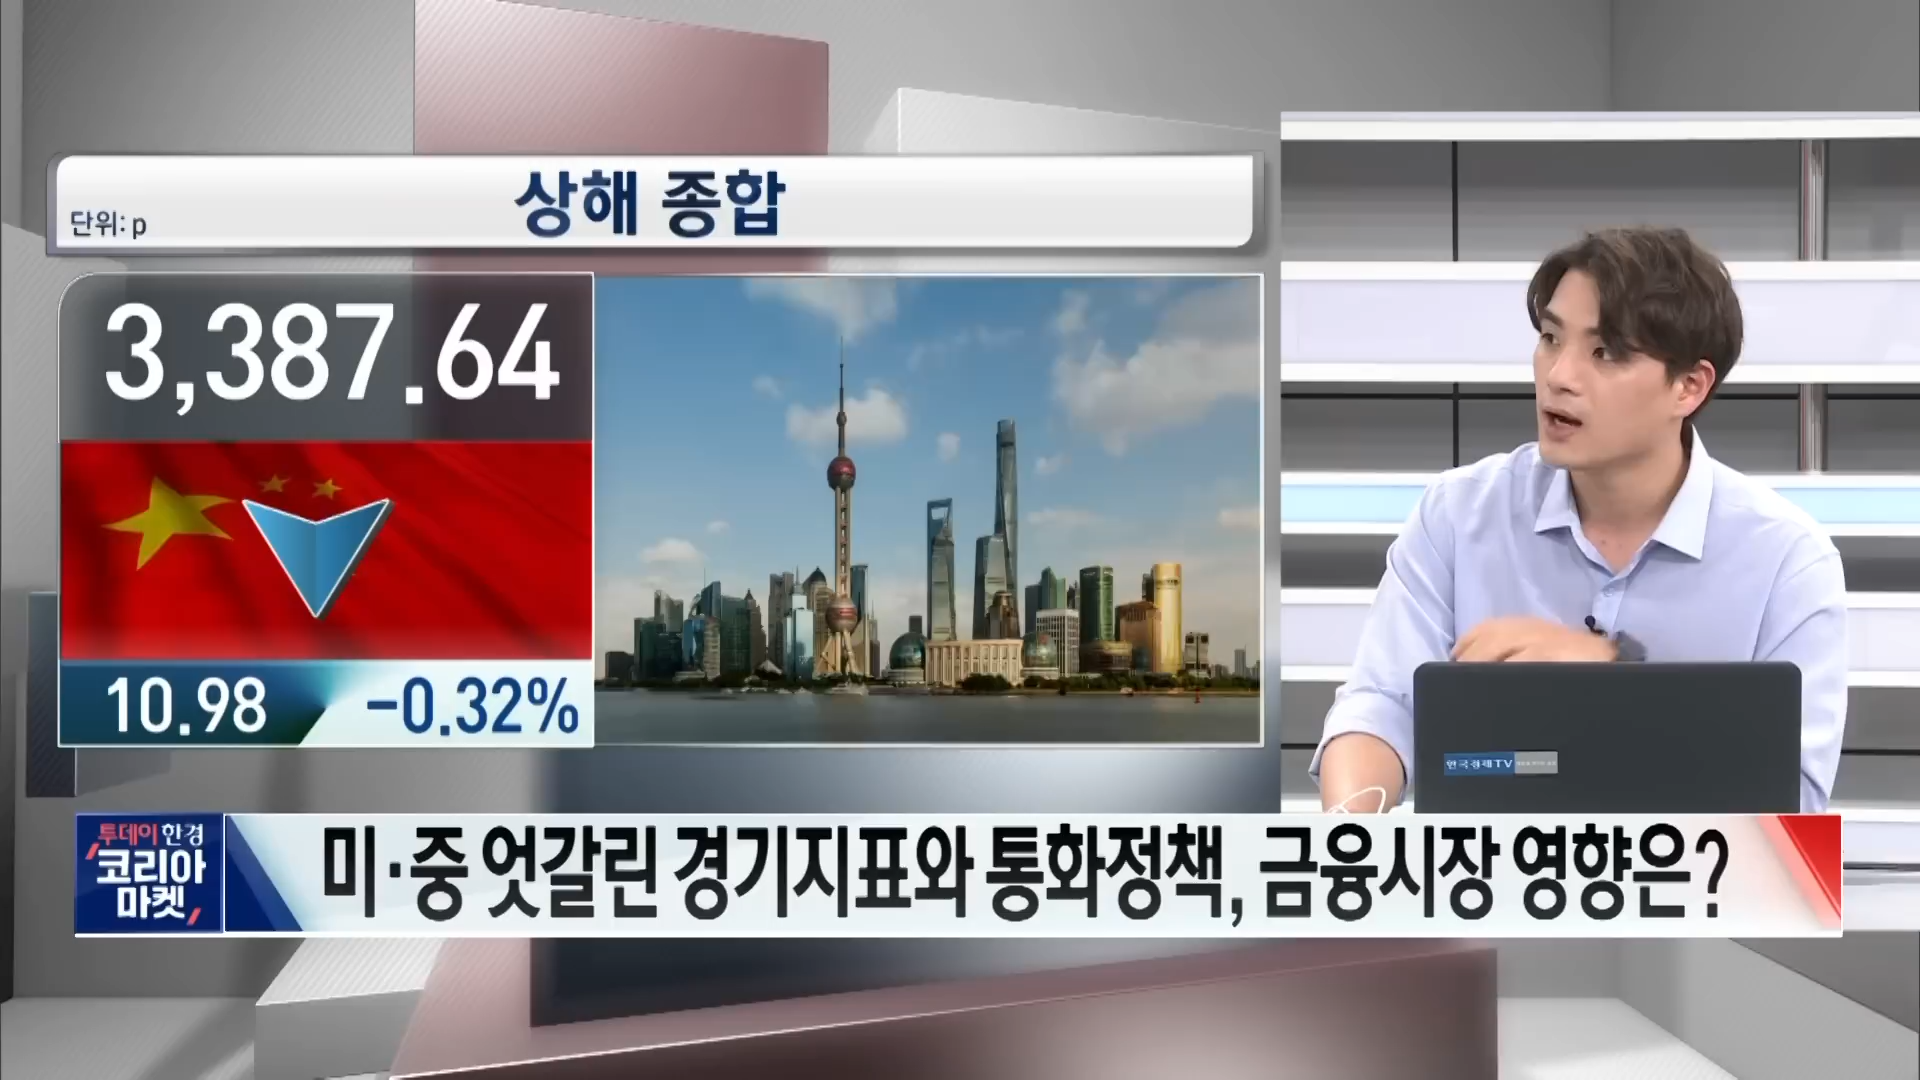 상해 종합
단위: p
3,387.64
10.98 -0.32%
한국경제TV
투데이 한경
코리아
마켓
미·중 엇갈린 경기지표와 통화정책, 금융시장 영향은?